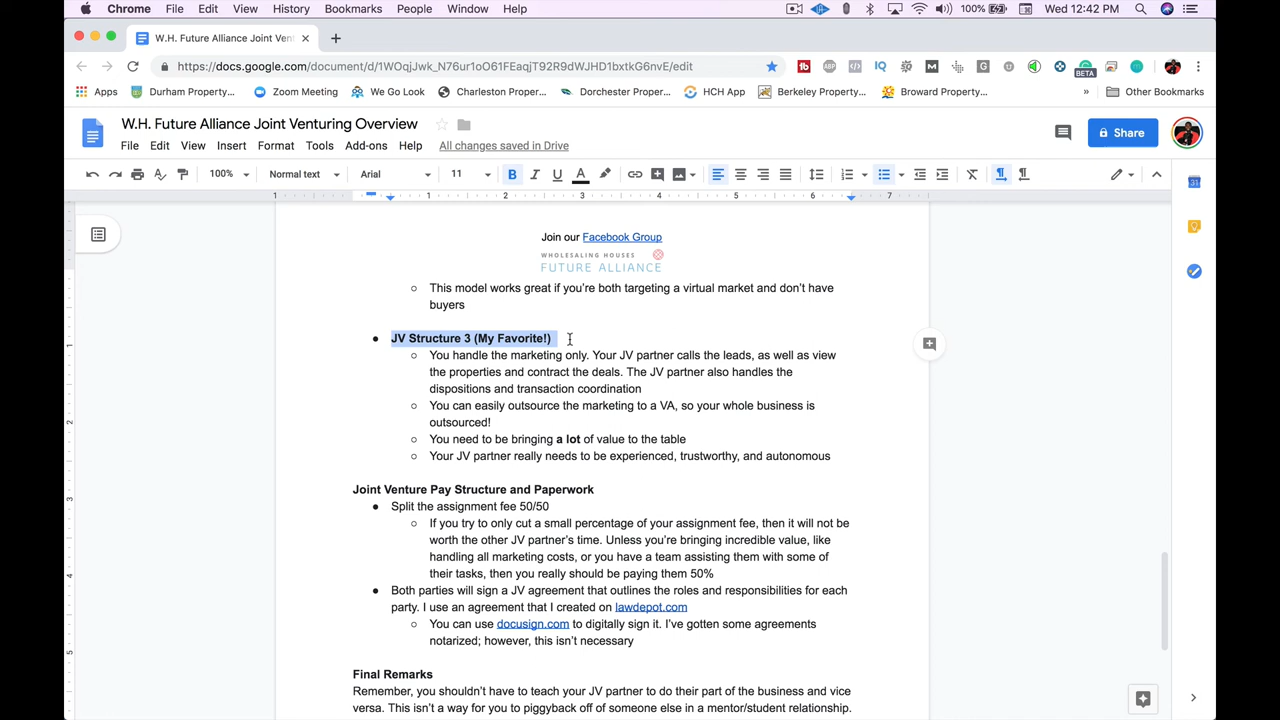 Chrome File Edit View History Bookmarks People Window Help 100% Wed 12:42 PM
W.H. Future Alliance Joint Vent
https://docs.google.com/document/d/1WOqjJwk_N76ur1oO61FEaqjT92R9dWJHD1bxtkG6nvE/edit
BETA
Apps Durham Property... Zoom Meeting We Go Look Charleston Proper... Dorchester Proper... HCH App Berkeley Property... Broward Property... » Other Bookmarks
W.H. Future Alliance Joint Venturing Overview
File Edit View Insert Format Tools Add-ons Help All changes saved in Drive
Share
100% Normal text Arial 11
1 1 2 3 4 5 6 7
Join our Facebook Group
WHOLESALING HOUSES
FUTURE ALLIANCE
○ This model works great if you're both targeting a virtual market and don't have
buyers
● JV Structure 3 (My Favorite!)
○ You handle the marketing only. Your JV partner calls the leads, as well as view
the properties and contract the deals. The JV partner also handles the
dispositions and transaction coordination
○ You can easily outsource the marketing to a VA, so your whole business is
outsourced!
○ You need to be bringing a lot of value to the table
○ Your JV partner really needs to be experienced, trustworthy, and autonomous
Joint Venture Pay Structure and Paperwork
● Split the assignment fee 50/50
○ If you try to only cut a small percentage of your assignment fee, then it will not be
worth the other JV partner's time. Unless you're bringing incredible value, like
handling all marketing costs, or you have a team assisting them with some of
their tasks, then you really should be paying them 50%
● Both parties will sign a JV agreement that outlines the roles and responsibilities for each
party. I use an agreement that I created on lawdepot.com
○ You can use docusign.com to digitally sign it. I've gotten some agreements
notarized; however, this isn't necessary
Final Remarks
Remember, you shouldn't have to teach your JV partner to do their part of the business and vice
versa. This isn't a way for you to piggyback off of someone else in a mentor/student relationship.